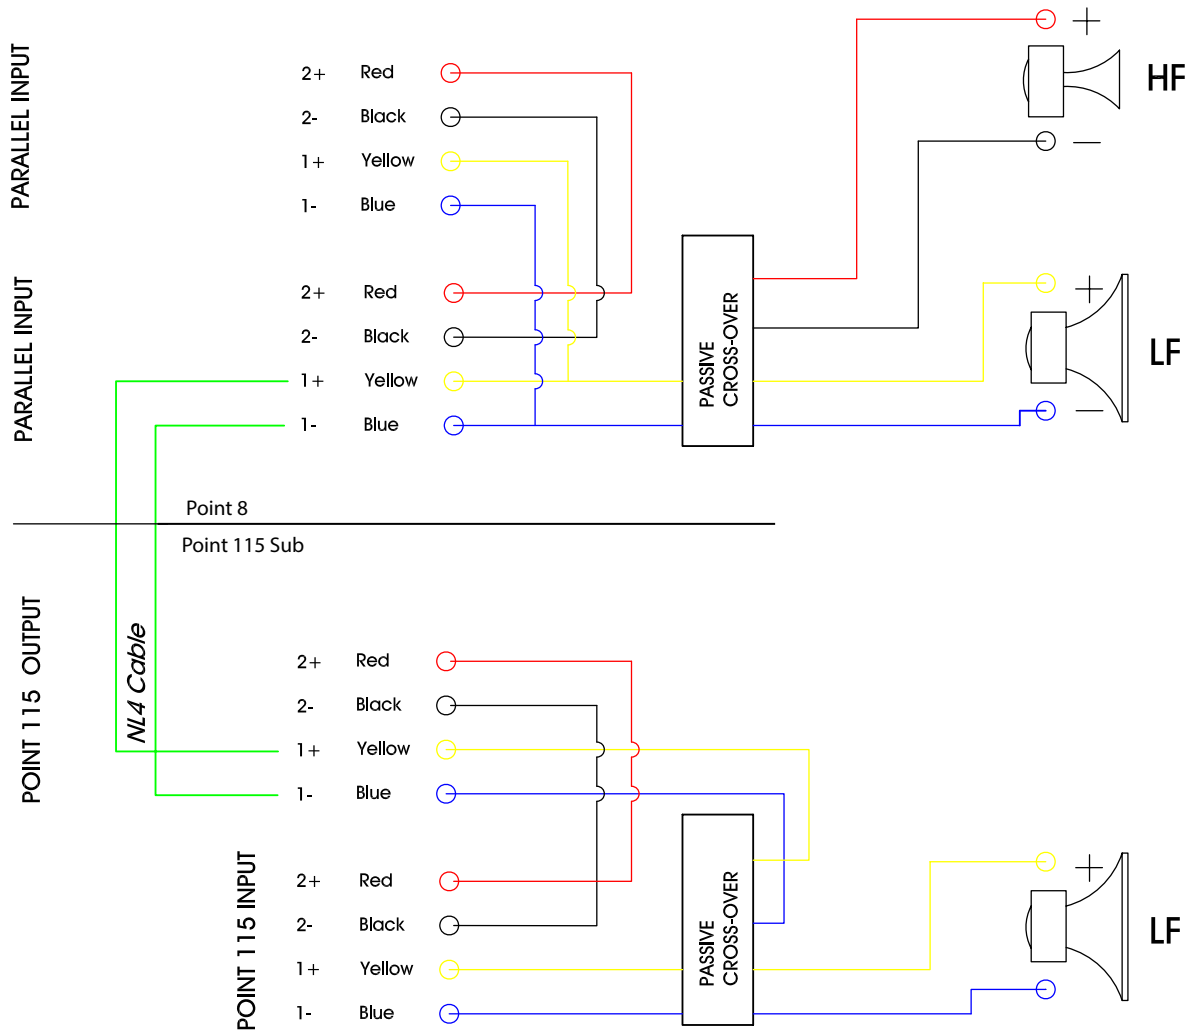 PARALLEL INPUT
2+ Red
2- Black
1+ Yellow
1- Blue
+
HF
—
PARALLEL INPUT
2+ Red
2- Black
1+ Yellow
1- Blue
PASSIVE
CROSS-OVER
+
LF
—
Point 8
Point 115 Sub
NL4 Cable
POINT 115 OUTPUT
2+ Red
2- Black
1+ Yellow
1- Blue
POINT 115 INPUT
2+ Red
2- Black
1+ Yellow
1- Blue
PASSIVE
CROSS-OVER
+
LF